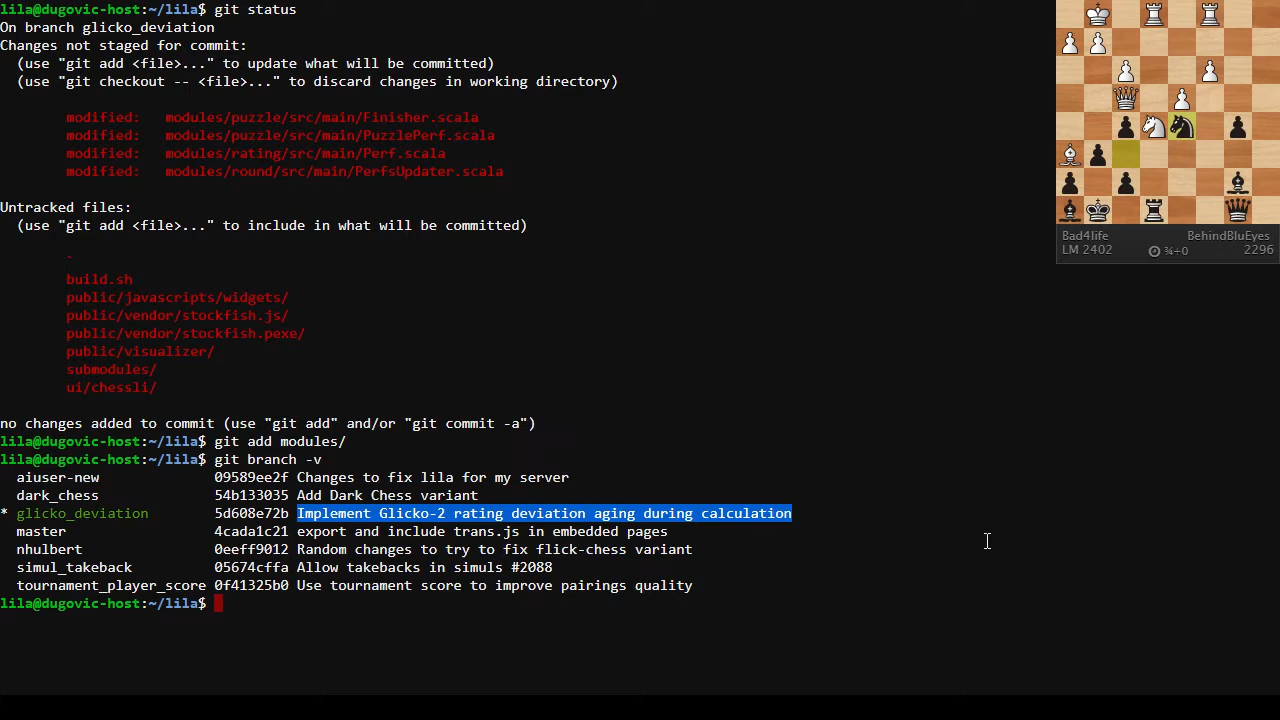 lila@dugovic-host:~/lila$ git status
On branch glicko_deviation
Changes not staged for commit:
  (use "git add <file>..." to update what will be committed)
  (use "git checkout -- <file>..." to discard changes in working directory)
        modified:   modules/puzzle/src/main/Finisher.scala
        modified:   modules/puzzle/src/main/PuzzlePerf.scala
        modified:   modules/rating/src/main/Perf.scala
        modified:   modules/round/src/main/PerfsUpdater.scala
Untracked files:
  (use "git add <file>..." to include in what will be committed)
        `
        build.sh
        public/javascripts/widgets/
        public/vendor/stockfish.js/
        public/vendor/stockfish.pexe/
        public/visualizer/
        submodules/
        ui/chessli/
no changes added to commit (use "git add" and/or "git commit -a")
lila@dugovic-host:~/lila$ git add modules/
lila@dugovic-host:~/lila$ git branch -v
  aiuser-new              09589ee2f Changes to fix lila for my server
  dark_chess              54b133035 Add Dark Chess variant
* glicko_deviation        5d608e72b Implement Glicko-2 rating deviation aging during calculation
  master                  4cada1c21 export and include trans.js in embedded pages
  nhulbert                0eeff9012 Random changes to try to fix flick-chess variant
  simul_takeback          05674cffa Allow takebacks in simuls #2088
  tournament_player_score 0f41325b0 Use tournament score to improve pairings quality
lila@dugovic-host:~/lila$
Bad4life BehindBluEyes
LM 2402 ¾+0 2296